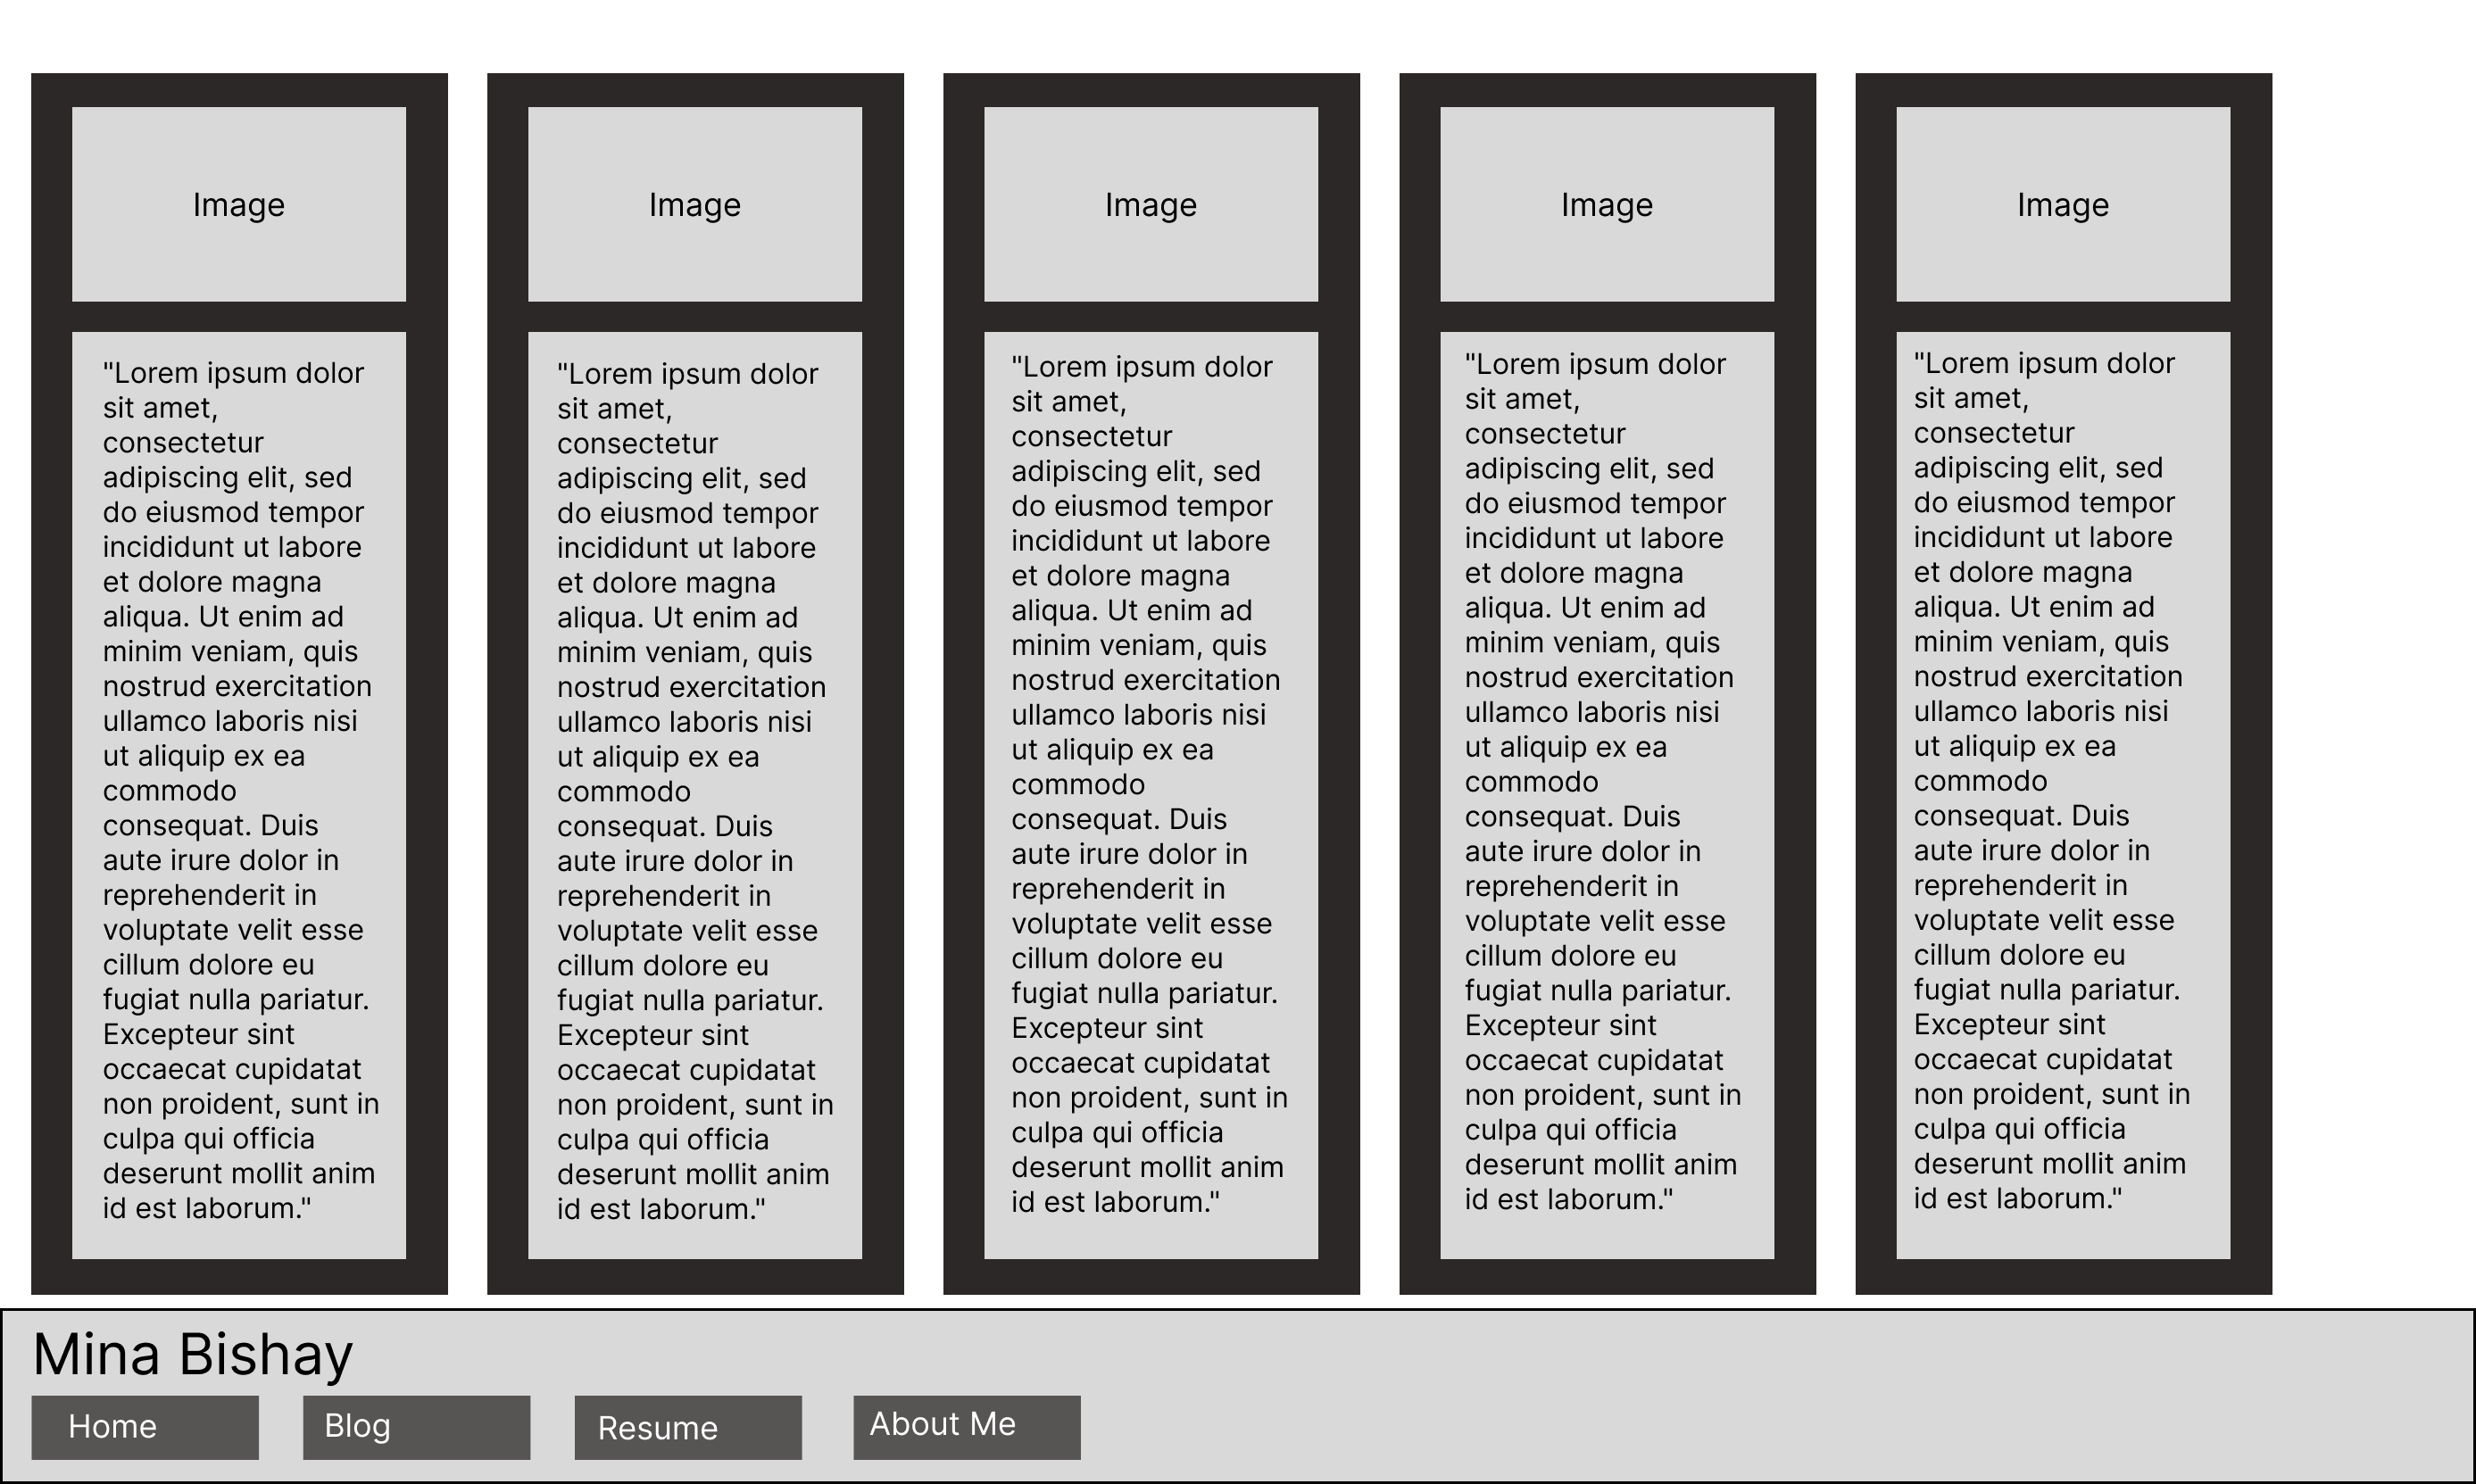 Image
"Lorem ipsum dolor
sit amet,
consectetur
adipiscing elit, sed
do eiusmod tempor
incididunt ut labore
et dolore magna
aliqua. Ut enim ad
minim veniam, quis
nostrud exercitation
ullamco laboris nisi
ut aliquip ex ea
commodo
consequat. Duis
aute irure dolor in
reprehenderit in
voluptate velit esse
cillum dolore eu
fugiat nulla pariatur.
Excepteur sint
occaecat cupidatat
non proident, sunt in
culpa qui officia
deserunt mollit anim
id est laborum."
Image
"Lorem ipsum dolor
sit amet,
consectetur
adipiscing elit, sed
do eiusmod tempor
incididunt ut labore
et dolore magna
aliqua. Ut enim ad
minim veniam, quis
nostrud exercitation
ullamco laboris nisi
ut aliquip ex ea
commodo
consequat. Duis
aute irure dolor in
reprehenderit in
voluptate velit esse
cillum dolore eu
fugiat nulla pariatur.
Excepteur sint
occaecat cupidatat
non proident, sunt in
culpa qui officia
deserunt mollit anim
id est laborum."
Image
"Lorem ipsum dolor
sit amet,
consectetur
adipiscing elit, sed
do eiusmod tempor
incididunt ut labore
et dolore magna
aliqua. Ut enim ad
minim veniam, quis
nostrud exercitation
ullamco laboris nisi
ut aliquip ex ea
commodo
consequat. Duis
aute irure dolor in
reprehenderit in
voluptate velit esse
cillum dolore eu
fugiat nulla pariatur.
Excepteur sint
occaecat cupidatat
non proident, sunt in
culpa qui officia
deserunt mollit anim
id est laborum."
Image
"Lorem ipsum dolor
sit amet,
consectetur
adipiscing elit, sed
do eiusmod tempor
incididunt ut labore
et dolore magna
aliqua. Ut enim ad
minim veniam, quis
nostrud exercitation
ullamco laboris nisi
ut aliquip ex ea
commodo
consequat. Duis
aute irure dolor in
reprehenderit in
voluptate velit esse
cillum dolore eu
fugiat nulla pariatur.
Excepteur sint
occaecat cupidatat
non proident, sunt in
culpa qui officia
deserunt mollit anim
id est laborum."
Image
"Lorem ipsum dolor
sit amet,
consectetur
adipiscing elit, sed
do eiusmod tempor
incididunt ut labore
et dolore magna
aliqua. Ut enim ad
minim veniam, quis
nostrud exercitation
ullamco laboris nisi
ut aliquip ex ea
commodo
consequat. Duis
aute irure dolor in
reprehenderit in
voluptate velit esse
cillum dolore eu
fugiat nulla pariatur.
Excepteur sint
occaecat cupidatat
non proident, sunt in
culpa qui officia
deserunt mollit anim
id est laborum."
Mina Bishay
Home
Blog
Resume
About Me